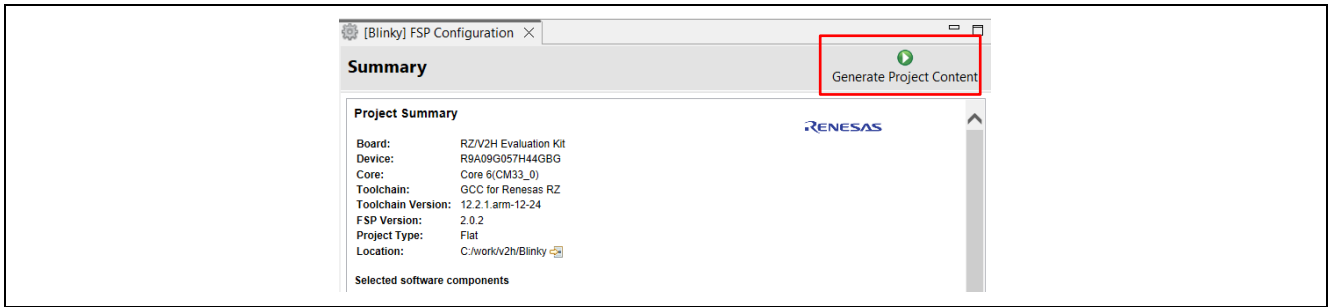 [Blinky] FSP Configuration
Summary
Generate Project Content
Project Summary
RENESAS
Board: RZ/V2H Evaluation Kit
Device: R9A09G057H44GBG
Core: Core 6(CM33_0)
Toolchain: GCC for Renesas RZ
Toolchain Version: 12.2.1.arm-12-24
FSP Version: 2.0.2
Project Type: Flat
Location: C:/work/v2h/Blinky
Selected software components